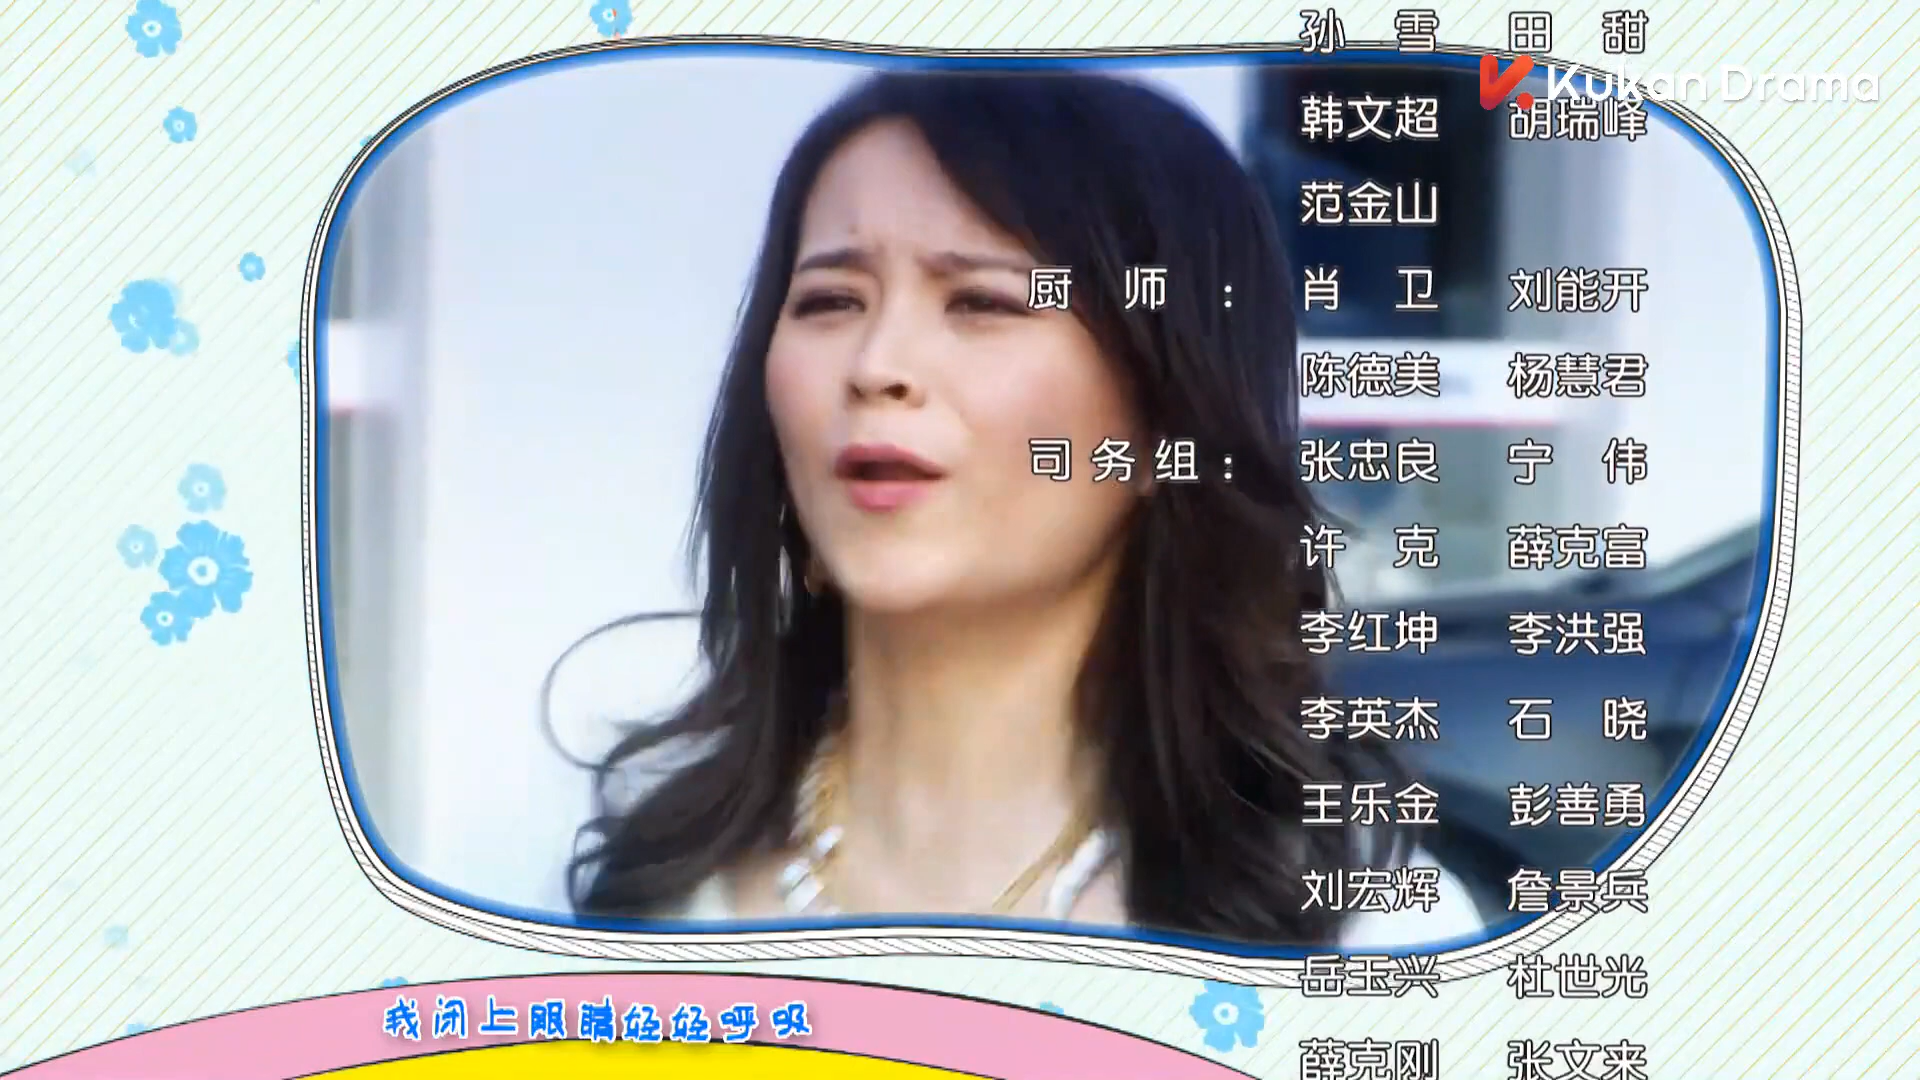 孙 雪 田 甜
Kukan Drama
韩文超 胡瑞峰
范金山
厨 师 : 肖 卫 刘能开
陈德美 杨慧君
司务组: 张忠良 宁 伟
许 克 薛克富
李红坤 李洪强
李英杰 石 晓
王乐金 彭善勇
刘宏辉 詹景兵
岳玉兴 杜世光
我闭上眼睛轻轻呼吸
薛克刚 张文来